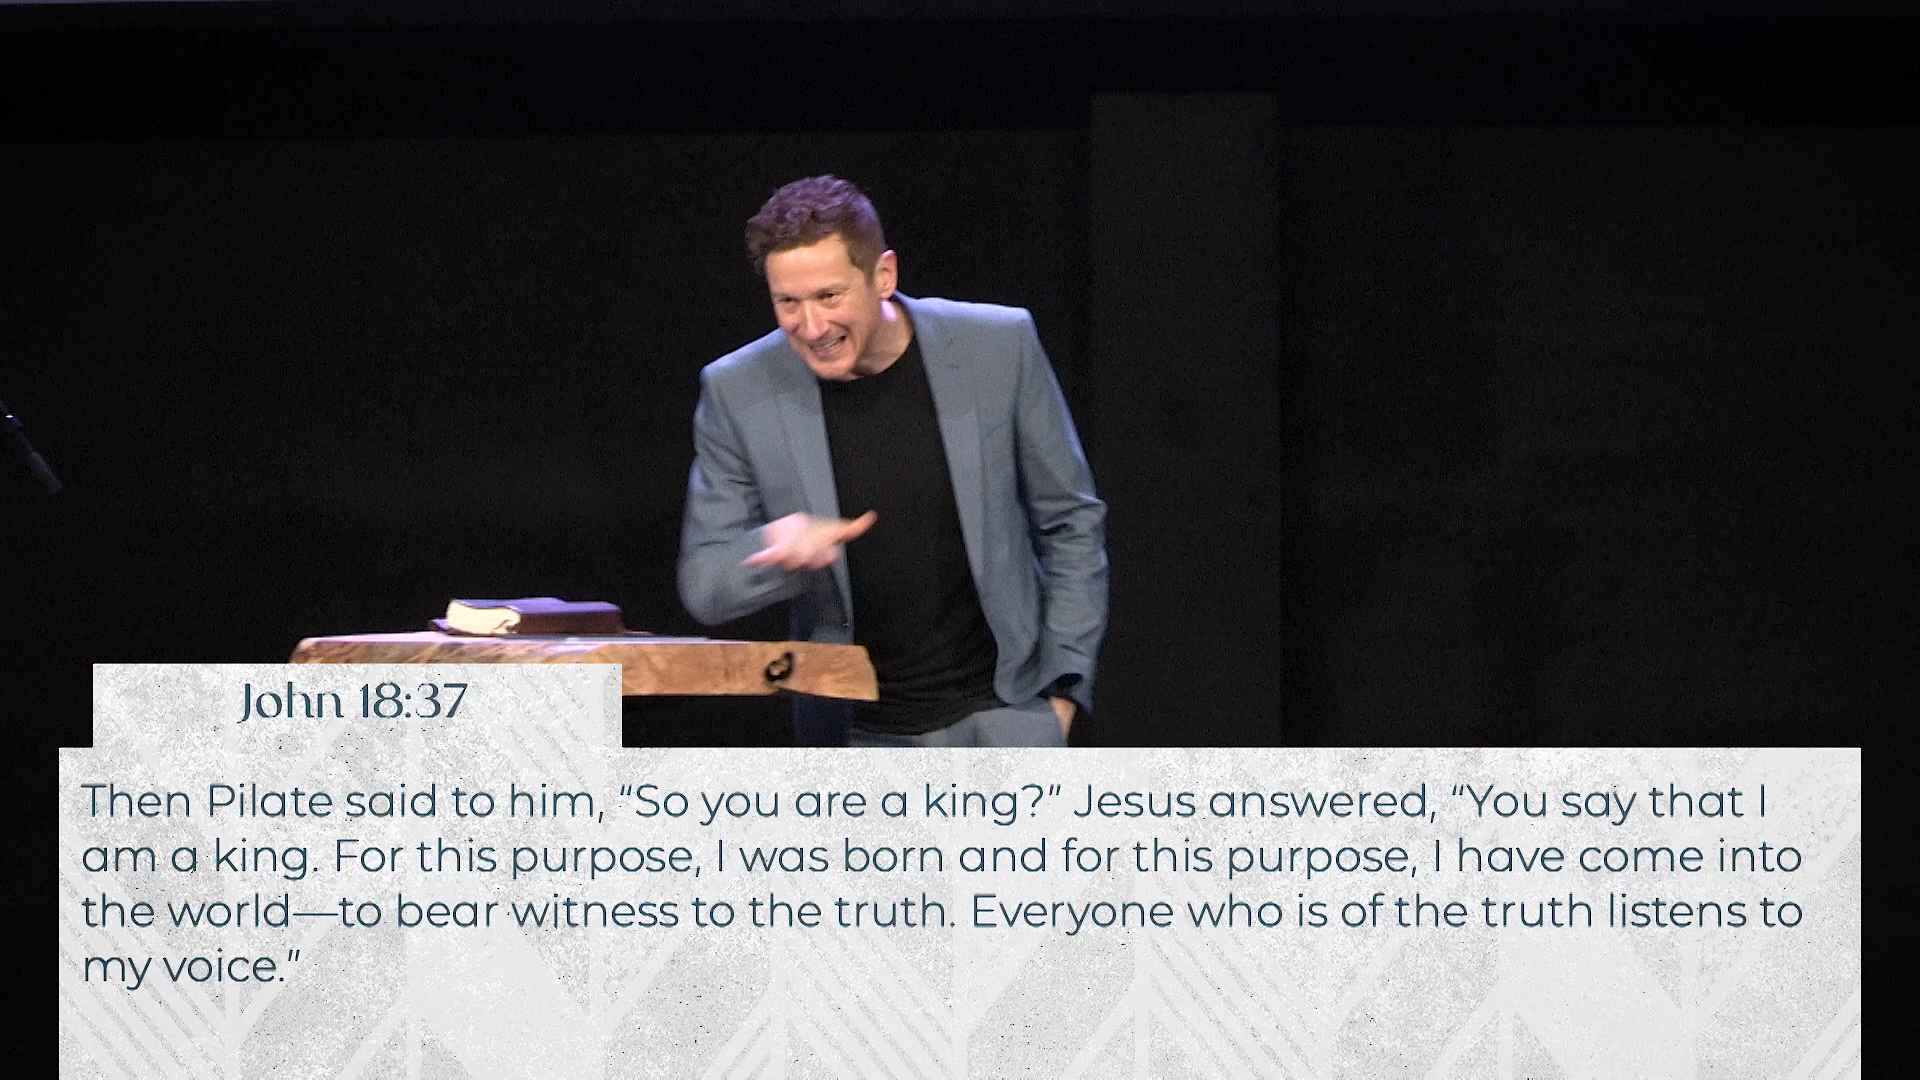 John 18:37
Then Pilate said to him, “So you are a king?” Jesus answered, “You say that I
am a king. For this purpose, I was born and for this purpose, I have come into
the world—to bear witness to the truth. Everyone who is of the truth listens to
my voice.”